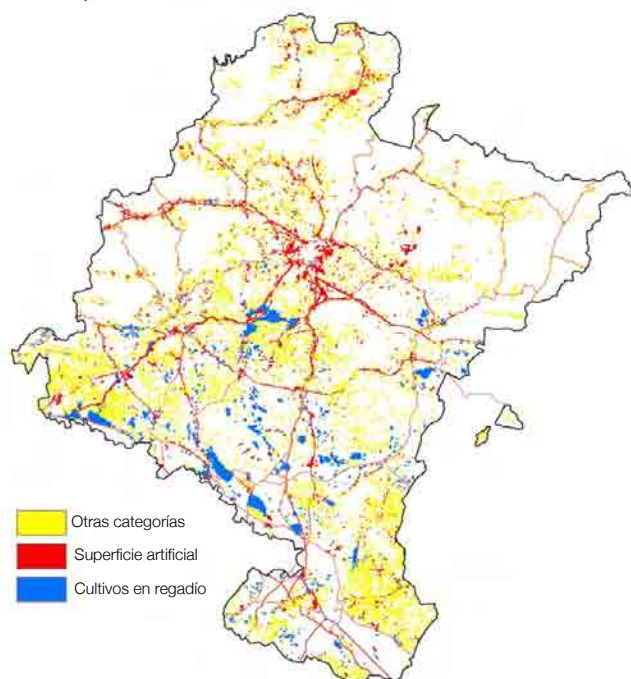 Otras categorías
Superficie artificial
Cultivos en regadío